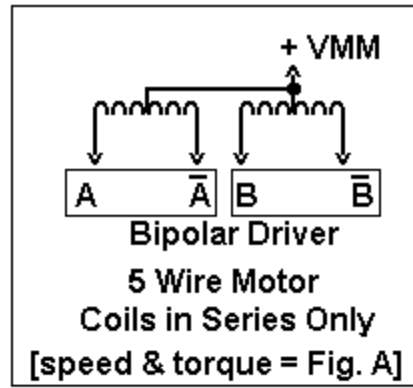 + VMM
A A̅ B B̅
Bipolar Driver
5 Wire Motor
Coils in Series Only
[speed & torque = Fig. A]